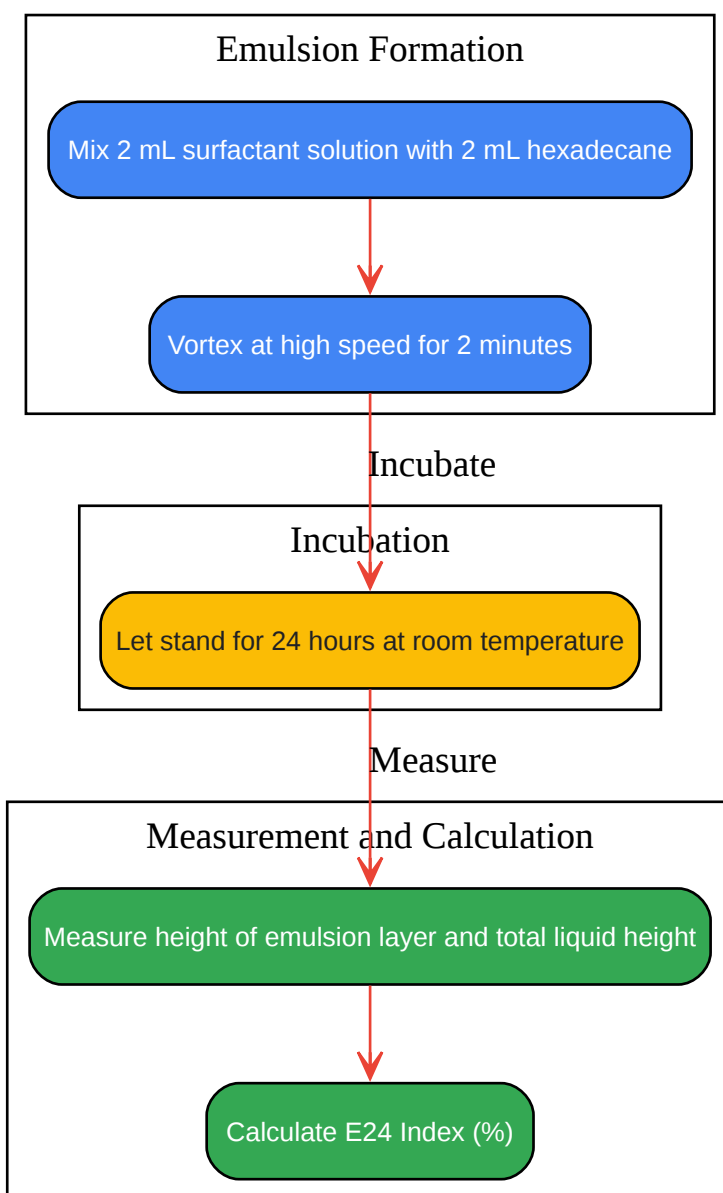 Emulsion Formation
Mix 2 mL surfactant solution with 2 mL hexadecane
Vortex at high speed for 2 minutes
Incubate
Incubation
Let stand for 24 hours at room temperature
Measure
Measurement and Calculation
Measure height of emulsion layer and total liquid height
Calculate E24 Index (%)